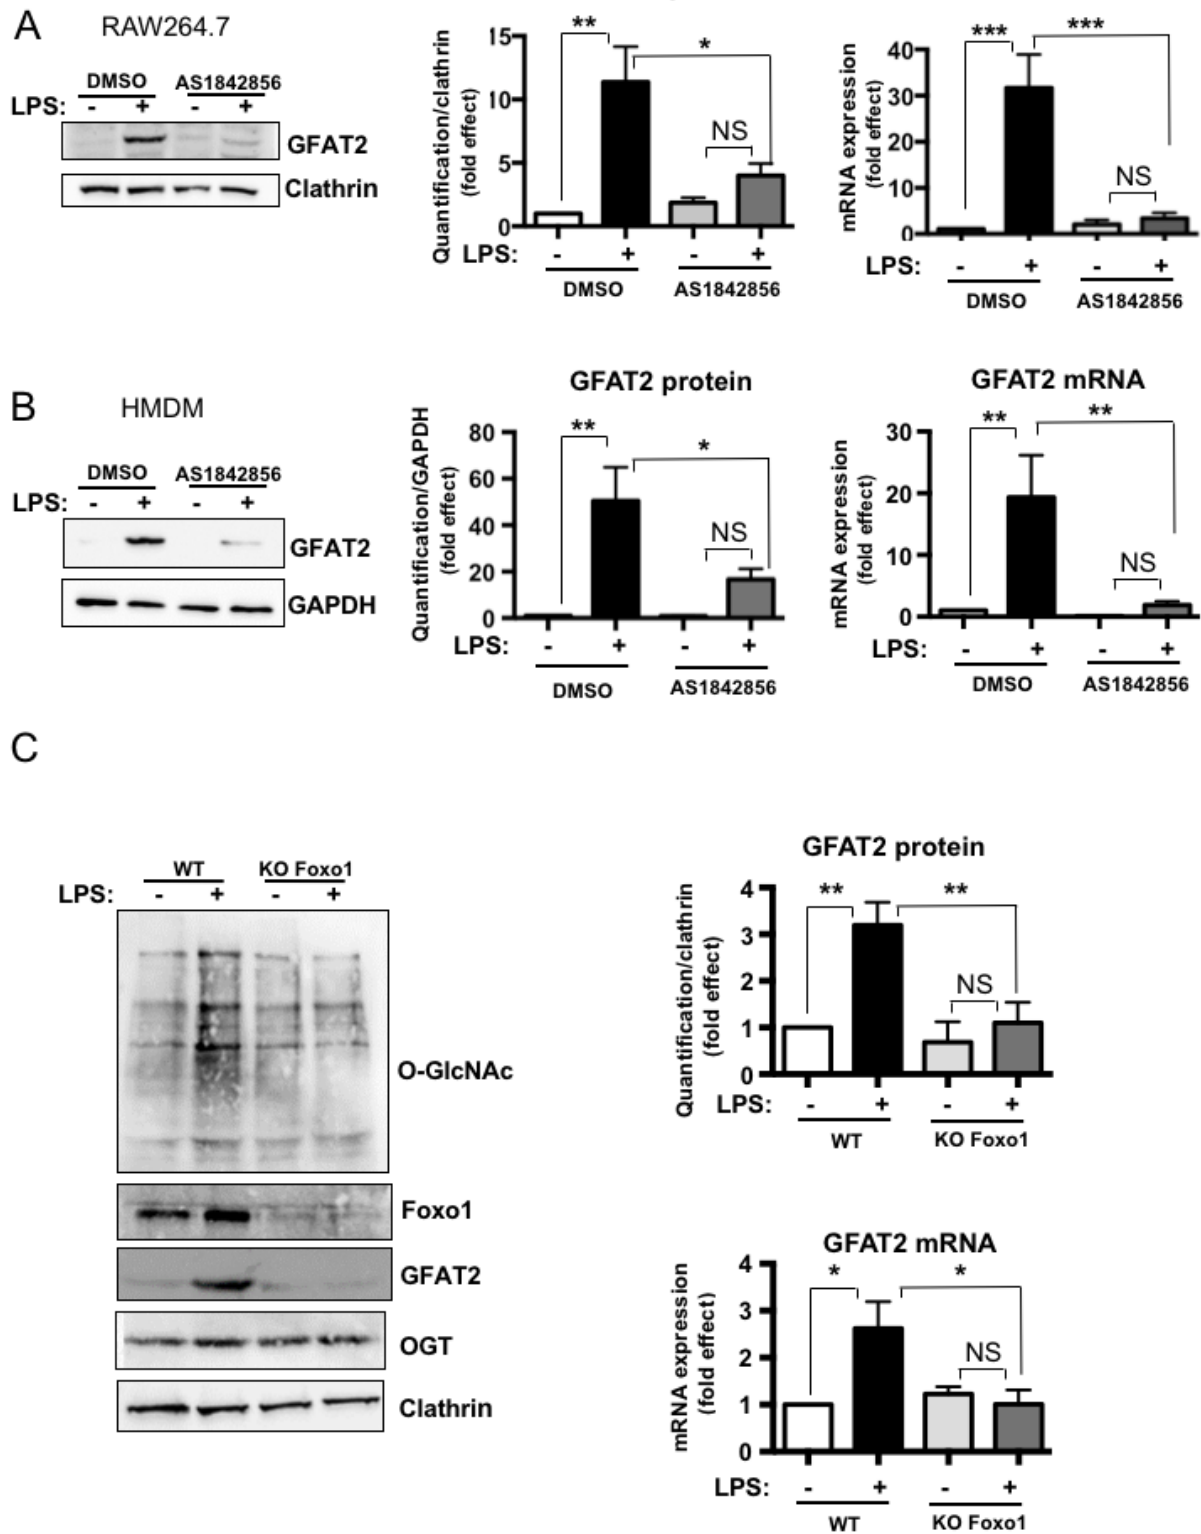 A
RAW264.7
DMSO AS1842856
LPS: - + - +
GFAT2
Clathrin
Quantification/clathrin
(fold effect)
15
10
5
0
** *
NS
LPS: - + - +
DMSO AS1842856
mRNA expression
(fold effect)
40
30
20
10
0
*** ***
NS
LPS: - + - +
DMSO AS1842856
B
HMDM
DMSO AS1842856
LPS: - + - +
GFAT2
GAPDH
GFAT2 protein
Quantification/GAPDH
(fold effect)
80
60
40
20
0
** *
NS
LPS: - + - +
DMSO AS1842856
GFAT2 mRNA
mRNA expression
(fold effect)
30
20
10
0
** **
NS
LPS: - + - +
DMSO AS1842856
C
WT KO Foxo1
LPS: - + - +
O-GlcNAc
Foxo1
GFAT2
OGT
Clathrin
GFAT2 protein
Quantification/clathrin
(fold effect)
4
3
2
1
0
** **
NS
LPS: - + - +
WT KO Foxo1
GFAT2 mRNA
mRNA expression
(fold effect)
4
3
2
1
0
* *
NS
LPS: - + - +
WT KO Foxo1